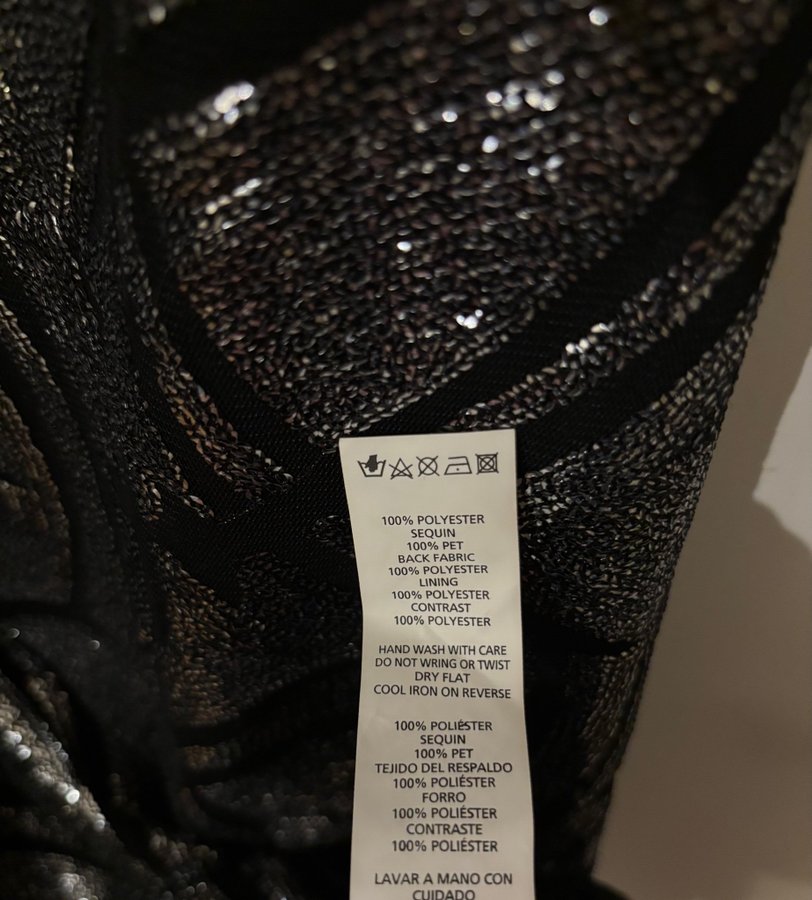 100% POLYESTER
SEQUIN
100% PET
BACK FABRIC
100% POLYESTER
LINING
100% POLYESTER
CONTRAST
100% POLYESTER
HAND WASH WITH CARE
DO NOT WRING OR TWIST
DRY FLAT
COOL IRON ON REVERSE
100% POLIÉSTER
SEQUIN
100% PET
TEJIDO DEL RESPALDO
100% POLIÉSTER
FORRO
100% POLIÉSTER
CONTRASTE
100% POLIÉSTER
LAVAR A MANO CON
CUIDADO